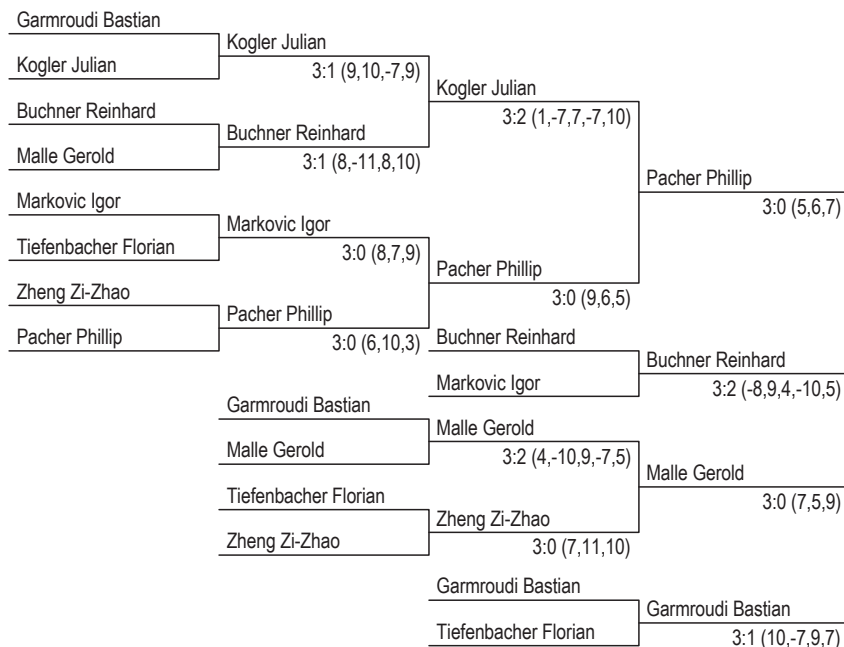 Garmroudi Bastian
Kogler Julian
Kogler Julian
3:1 (9,10,-7,9)
Kogler Julian
3:2 (1,-7,7,-7,10)
Buchner Reinhard
Buchner Reinhard
3:1 (8,-11,8,10)
Malle Gerold
Pacher Phillip
3:0 (5,6,7)
Markovic Igor
Markovic Igor
3:0 (8,7,9)
Tiefenbacher Florian
Pacher Phillip
3:0 (9,6,5)
Zheng Zi-Zhao
Pacher Phillip
3:0 (6,10,3)
Pacher Phillip
Buchner Reinhard
Buchner Reinhard
3:2 (-8,9,4,-10,5)
Markovic Igor
Garmroudi Bastian
Malle Gerold
3:2 (4,-10,9,-7,5)
Malle Gerold
Malle Gerold
3:0 (7,5,9)
Tiefenbacher Florian
Zheng Zi-Zhao
3:0 (7,11,10)
Zheng Zi-Zhao
Garmroudi Bastian
Garmroudi Bastian
3:1 (10,-7,9,7)
Tiefenbacher Florian